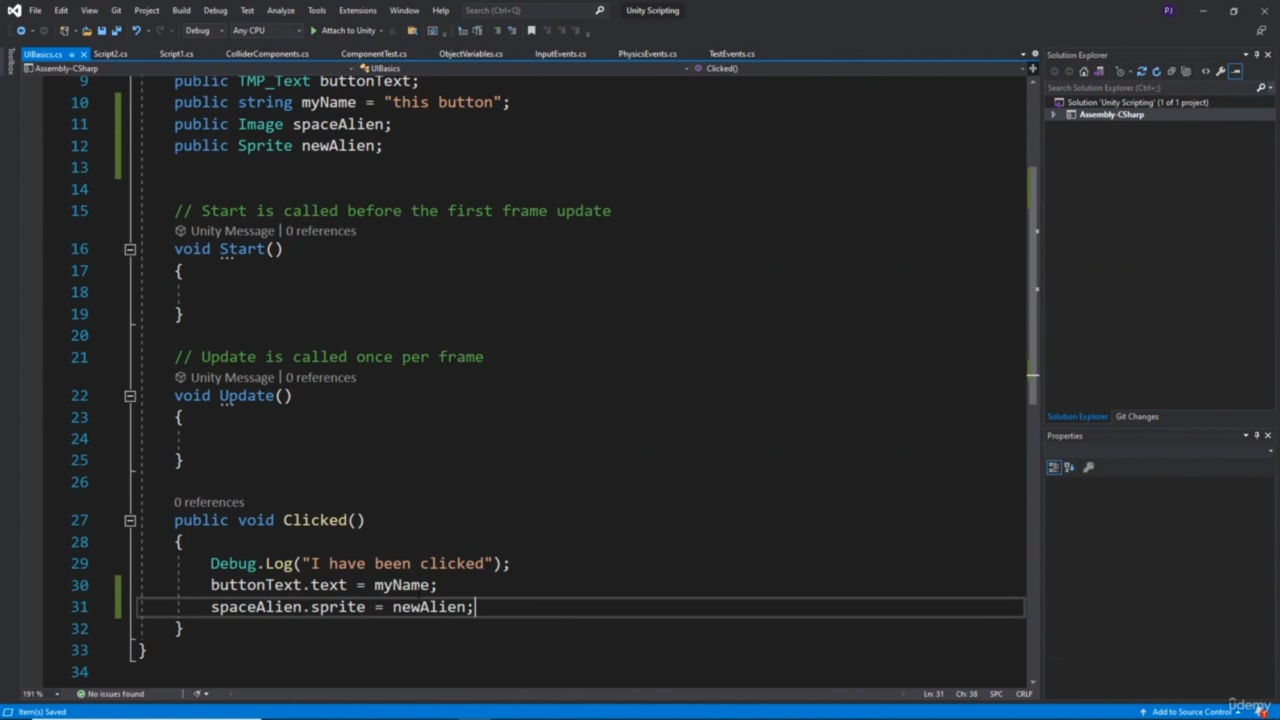 File Edit View Git Project Build Debug Test Analyze Tools Extensions Window Help Search (Ctrl+Q) Unity Scripting PJ
Debug Any CPU Attach to Unity
UIBasics.cs Script2.cs Script1.cs ColliderComponents.cs ComponentTest.cs ObjectVariables.cs InputEvents.cs PhysicsEvents.cs TestEvents.cs
Assembly-CSharp UIBasics Clicked()
Toolbox
9 public TMP_Text buttonText;
10 public string myName = "this button";
11 public Image spaceAlien;
12 public Sprite newAlien;
13
14
15 // Start is called before the first frame update
Unity Message | 0 references
16 void Start()
17 {
18
19 }
20
21 // Update is called once per frame
Unity Message | 0 references
22 void Update()
23 {
24
25 }
26
0 references
27 public void Clicked()
28 {
29 Debug.Log("I have been clicked");
30 buttonText.text = myName;
31 spaceAlien.sprite = newAlien;
32 }
33 }
34
191 % No issues found Ln: 31 Ch: 38 SPC CRLF
Solution Explorer
Search Solution Explorer (Ctrl+;)
Solution 'Unity Scripting' (1 of 1 project)
Assembly-CSharp
Solution Explorer Git Changes
Properties
Item(s) Saved Add to Source Control
ûdemy